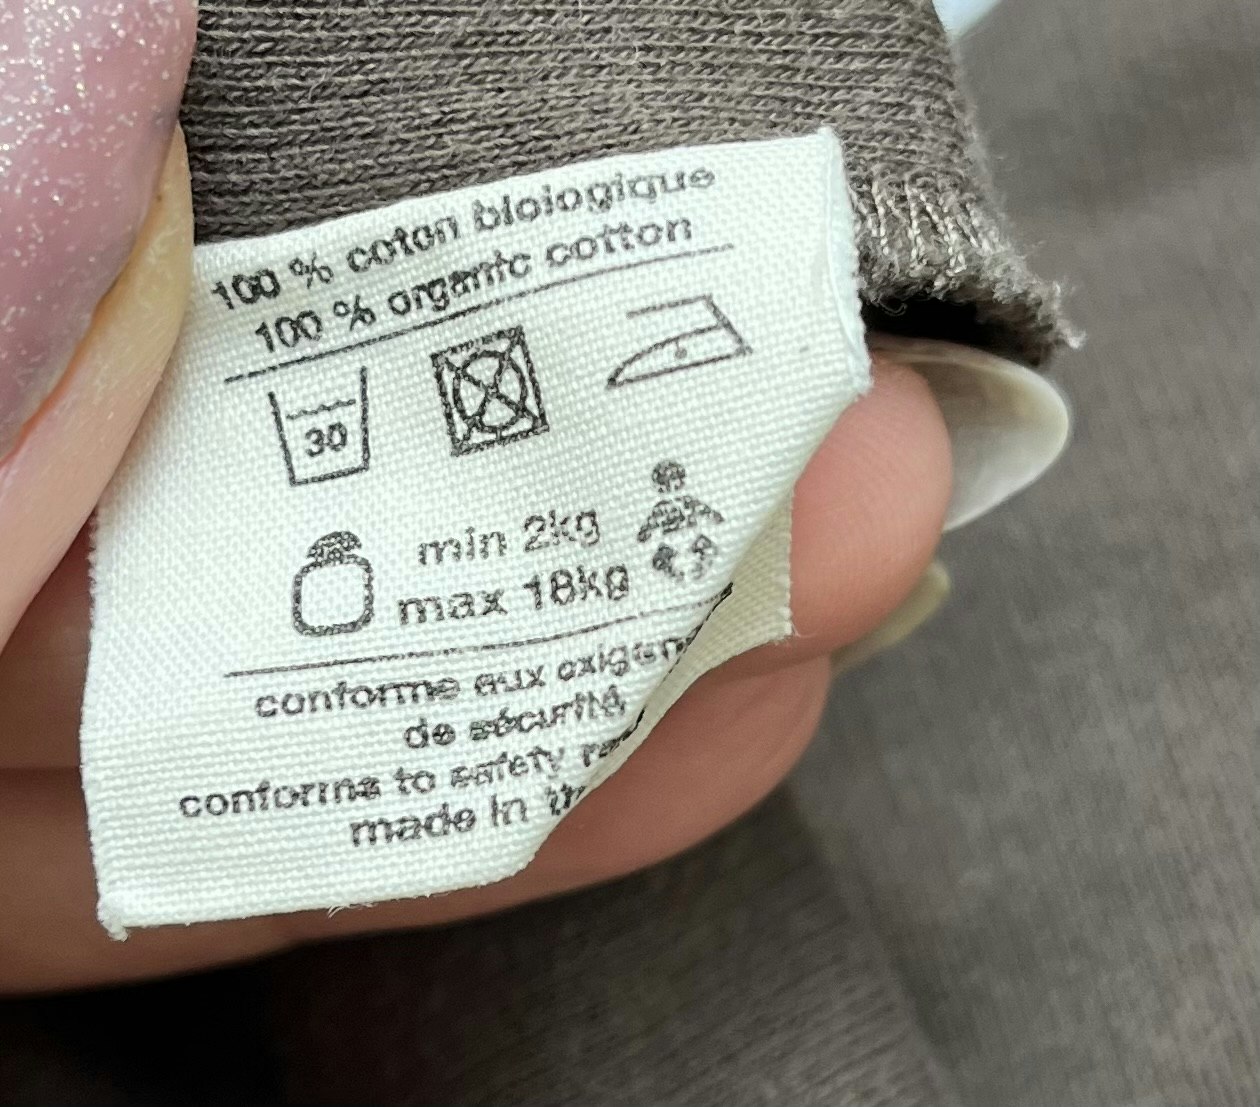 100 % coton biologique
100 % organic cotton
30
min 2kg
max 18kg
conforme aux
de sécurité
conforms to safety
made in